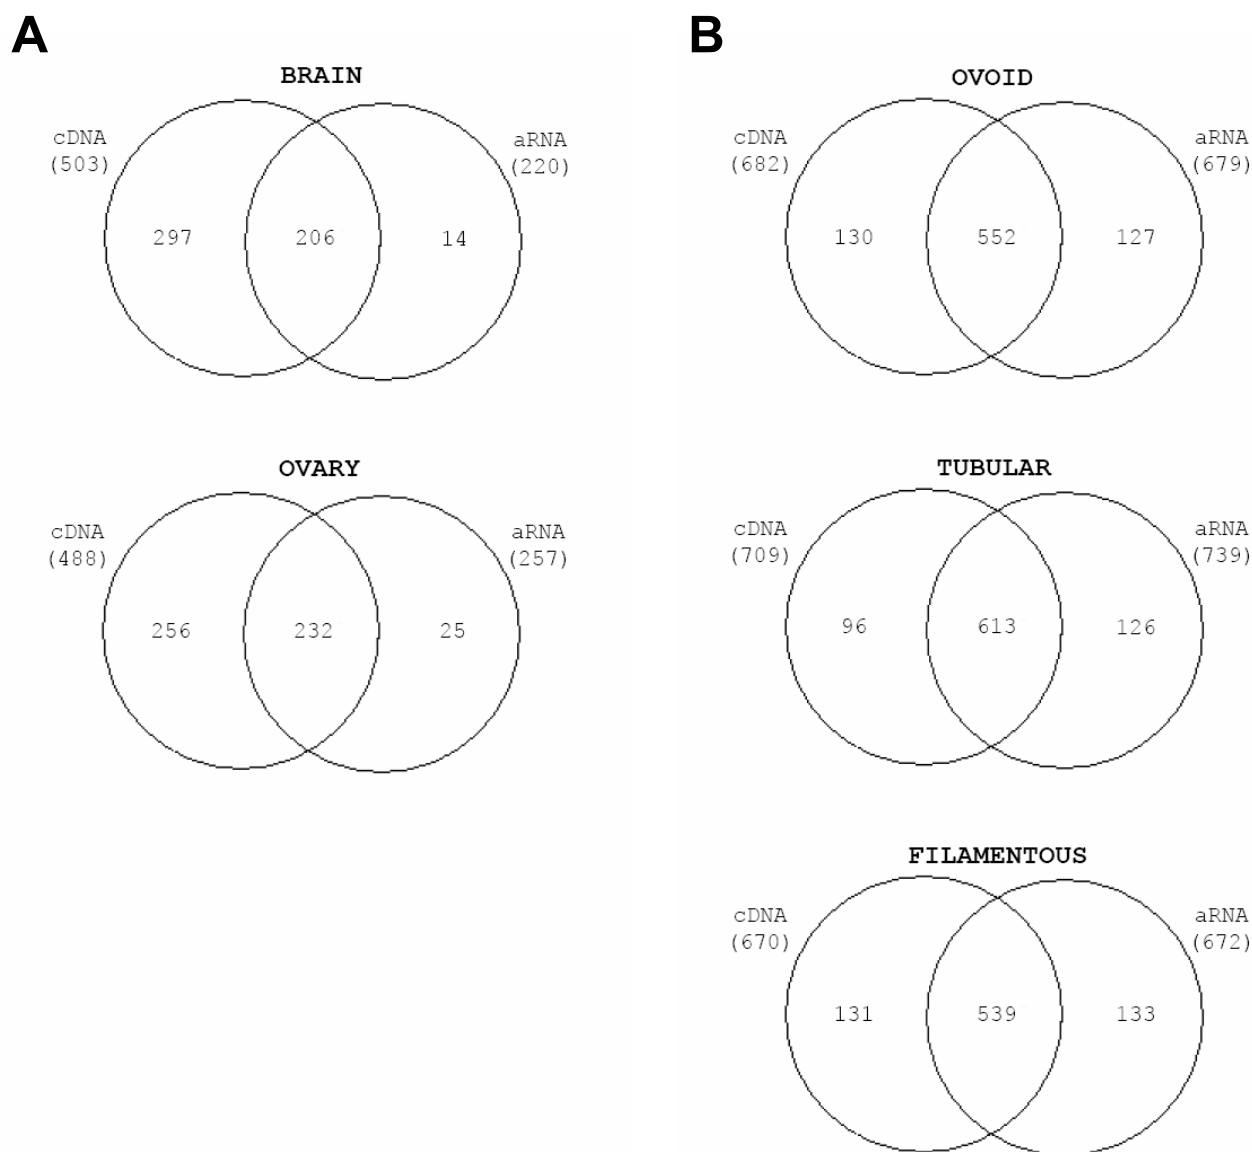 A
BRAIN
cDNA
(503)
aRNA
(220)
297
206
14
OVARY
cDNA
(488)
aRNA
(257)
256
232
25
B
OVOID
cDNA
(682)
aRNA
(679)
130
552
127
TUBULAR
cDNA
(709)
aRNA
(739)
96
613
126
FILAMENTOUS
cDNA
(670)
aRNA
(672)
131
539
133